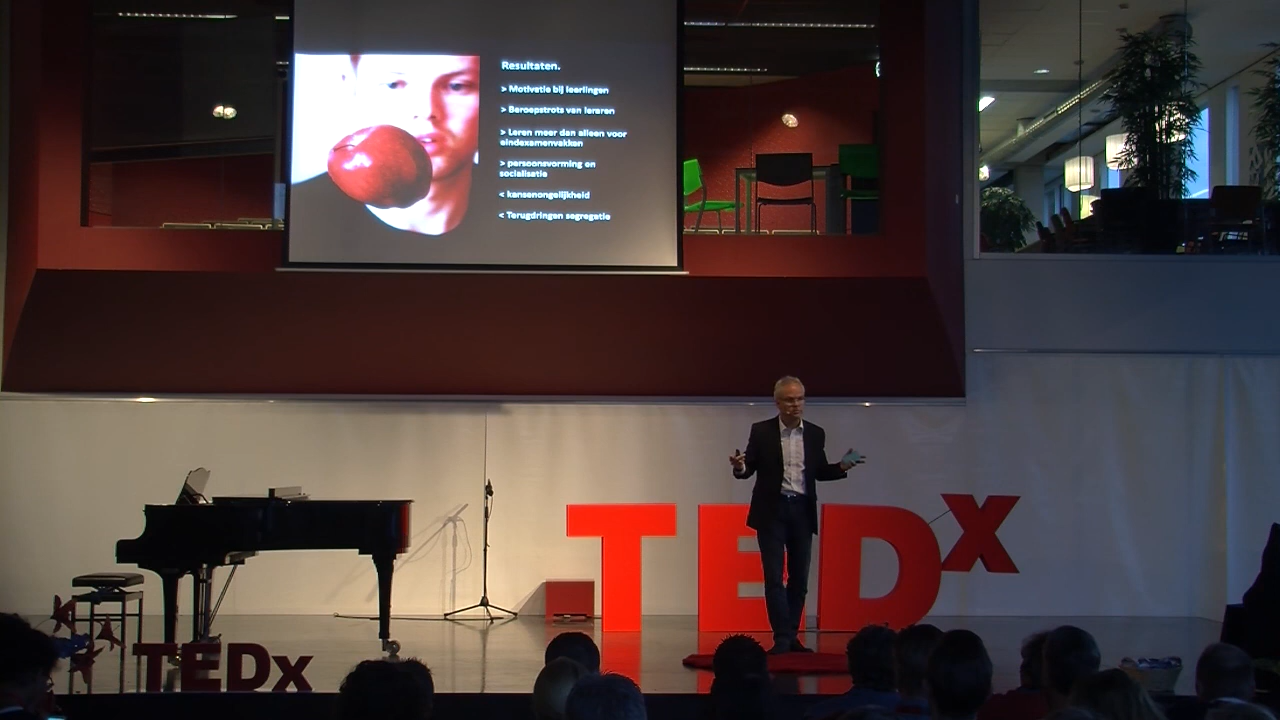 Resultaten.
> Motivatie bij leerlingen
> Beroepstrots van leraren
> Leren meer dan alleen voor
eindexamenvakken
> persoonsvorming en
socialisatie
< kansenongelijkheid
< Terugdringen segregatie
TEDx
TEDx